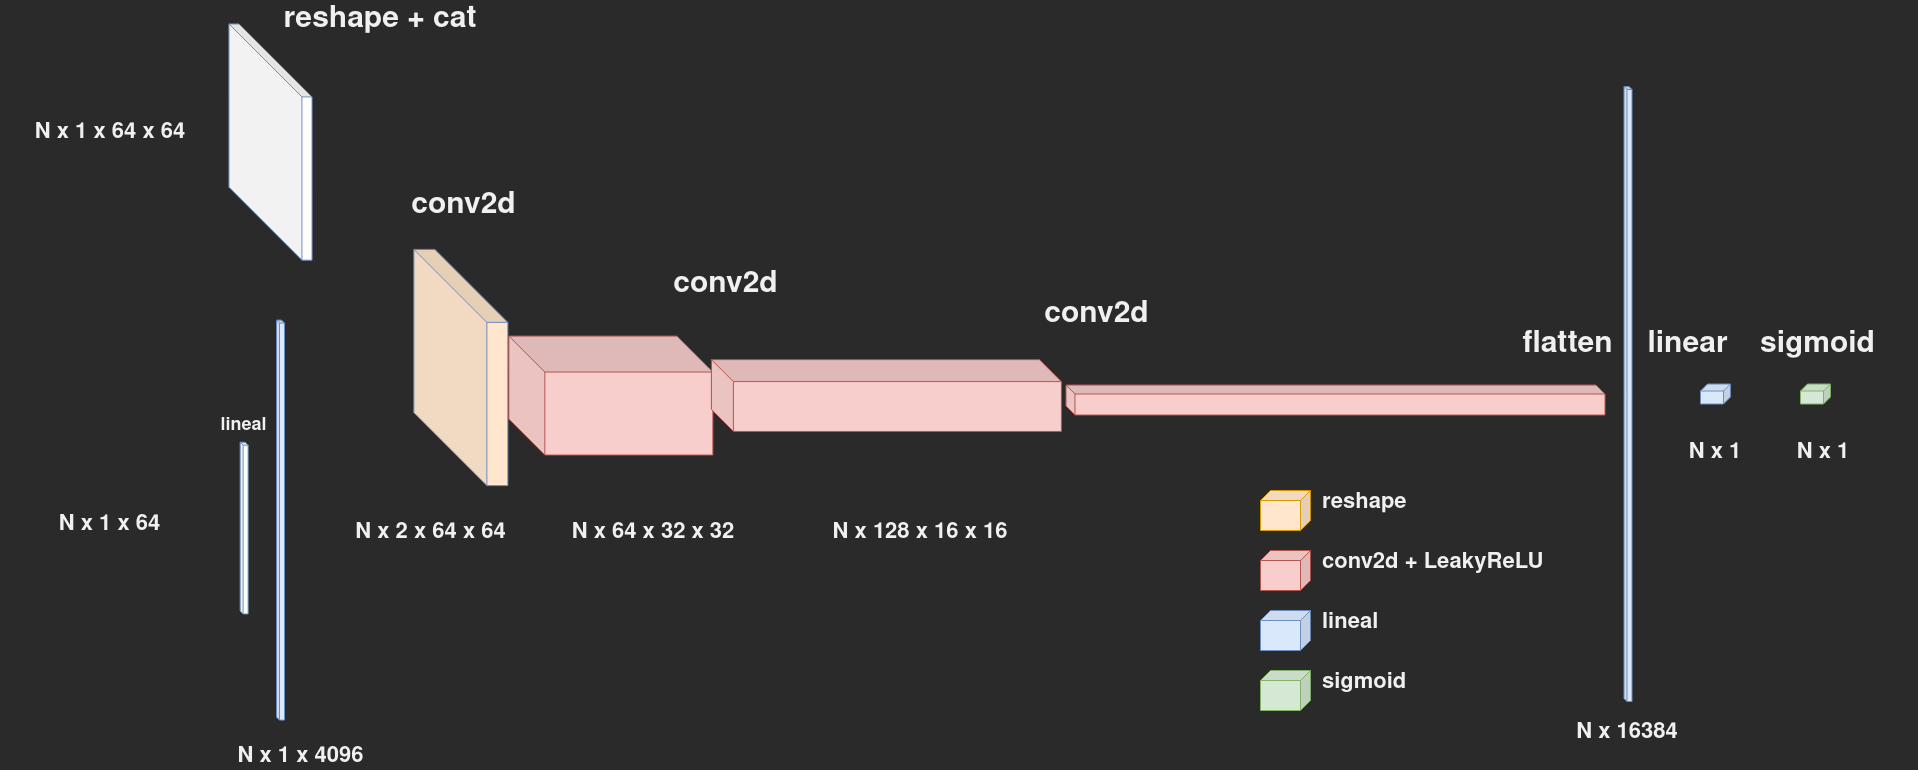 reshape + cat
N x 1 x 64 x 64
conv2d
conv2d
conv2d
flatten
linear
sigmoid
lineal
N x 1 x 64
N x 1 x 4096
N x 2 x 64 x 64
N x 64 x 32 x 32
N x 128 x 16 x 16
N x 1
N x 1
reshape
conv2d + LeakyReLU
lineal
sigmoid
N x 16384